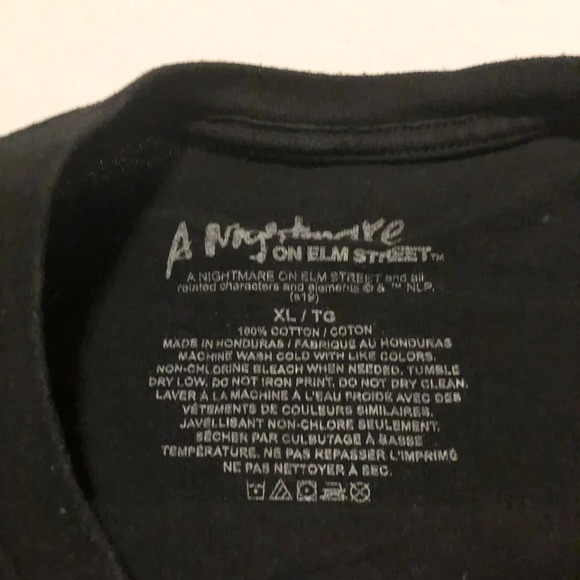 A Nightmare
ON ELM STREET™
A NIGHTMARE ON ELM STREET and all
related characters and elements © & ™ NLP.
(s19)
XL / TG
100% COTTON / COTON
MADE IN HONDURAS / FABRIQUE AU HONDURAS
MACHINE WASH COLD WITH LIKE COLORS.
NON-CHLORINE BLEACH WHEN NEEDED. TUMBLE
DRY LOW. DO NOT IRON PRINT. DO NOT DRY CLEAN.
LAVER À LA MACHINE À L'EAU FROIDE AVEC DES
VÊTEMENTS DE COULEURS SIMILAIRES.
JAVELLISANT NON-CHLORE SEULEMENT.
SÉCHER PAR CULBUTAGE À BASSE
TEMPÉRATURE. NE PAS REPASSER L'IMPRIMÉ
NE PAS NETTOYER À SEC.